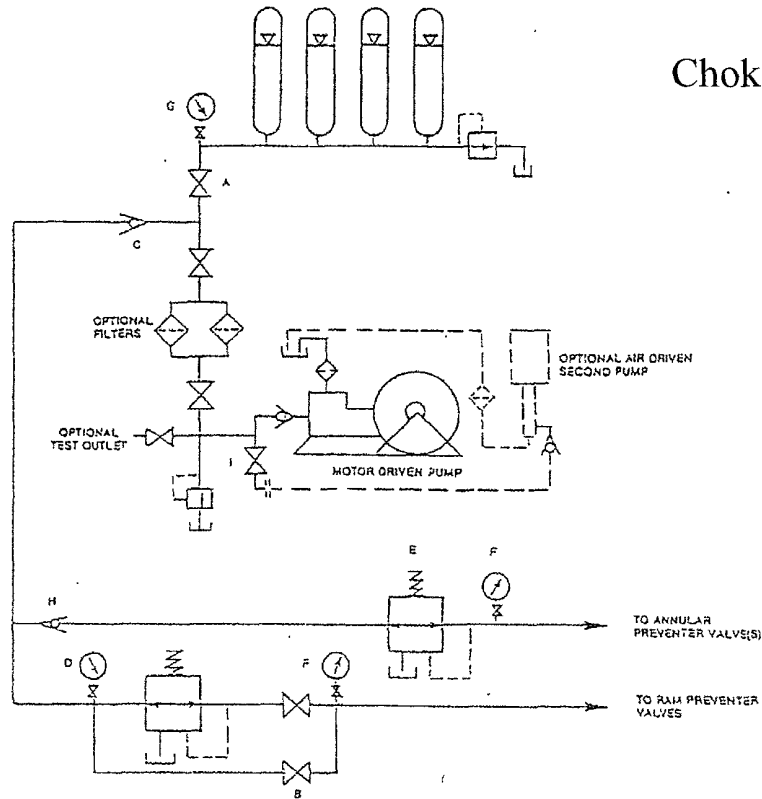 Chok
G
A
C
OPTIONAL
FILTERS
OPTIONAL AIR DRIVEN
SECOND PUMP
OPTIONAL
TEST OUTLET
I
MOTOR DRIVEN PUMP
E
F
H
TO ANNULAR
PREVENTER VALVE(S)
D
F
TO RAM PREVENTER
VALVES
B